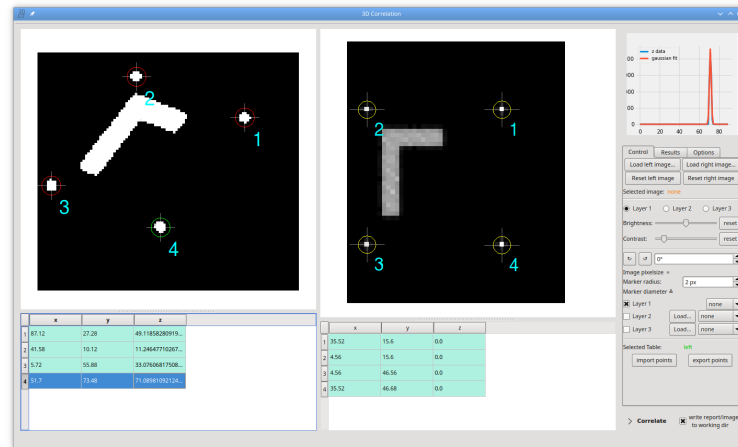 3D Correlation
1
2
3
4
1
2
3
4
z data
gaussian fit
0
0 20 40 60 80
Control Results Options
Load left image... Load right image...
Reset left image Reset right image
Selected image: none
Layer 1 Layer 2 Layer 3
Brightness: reset
Contrast: reset
0°
Image pixelsize
Marker radius: 2 px
Marker diameter
Layer 1 none
Layer 2 Load... none
Layer 3 Load... none
Selected Table: left
import points export points
Correlate write report/image
to working dir
x y z
1 87.12 27.28 49.11858280919...
2 41.58 10.12 11.24647710267...
3 5.72 55.88 33.07606817508...
4 51.7 73.48 71.08981092124...
x y z
1 35.52 15.6 0.0
2 4.56 15.6 0.0
3 4.56 46.56 0.0
4 35.52 46.68 0.0